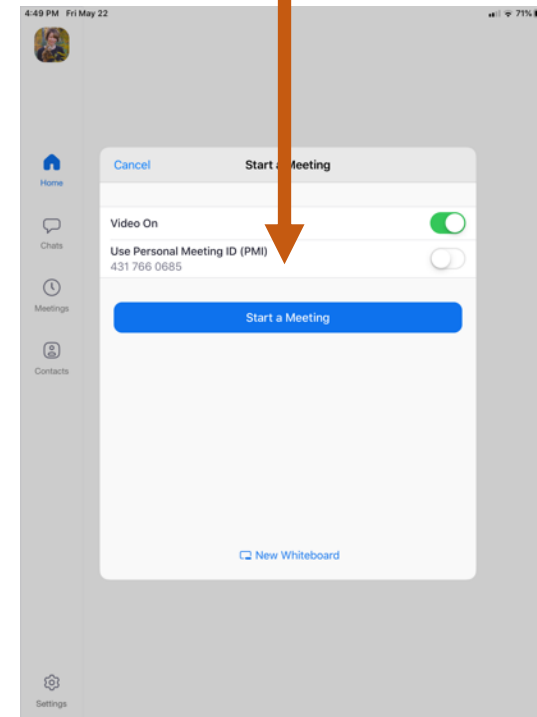 4:49 PM Fri May 22
71%
Cancel
Start a Meeting
Home
Video On
Chats
Use Personal Meeting ID (PMI)
431 766 0685
Meetings
Start a Meeting
Contacts
New Whiteboard
Settings